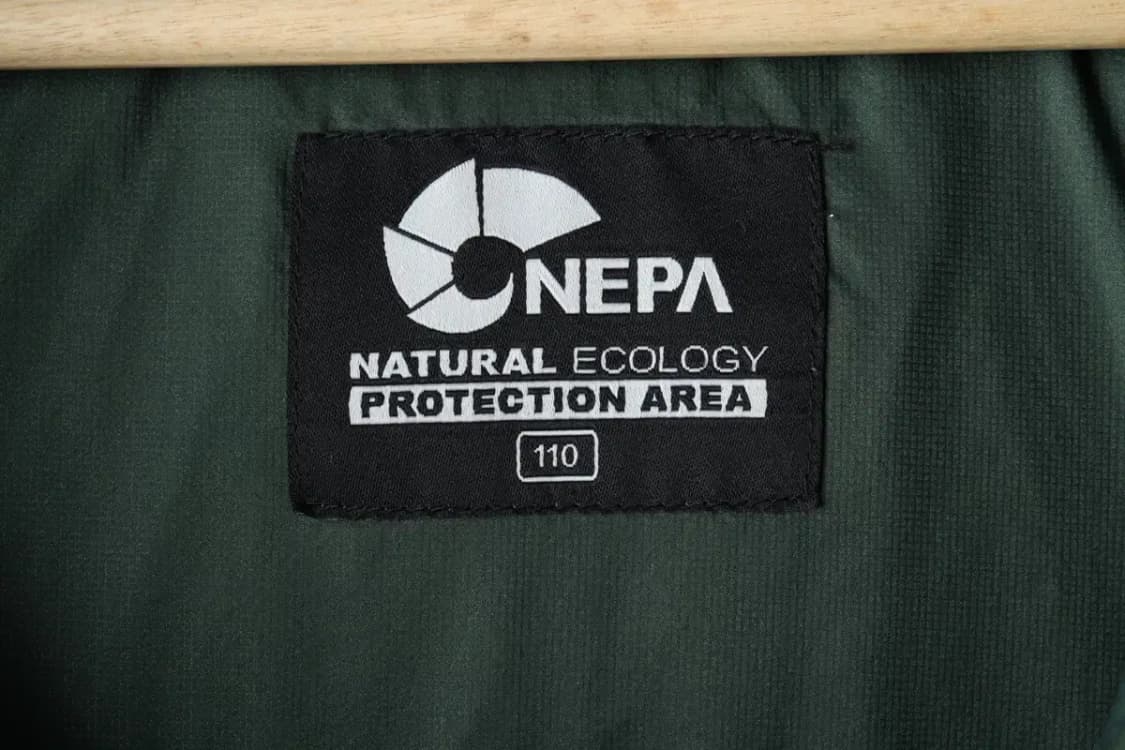 NEPA
NATURAL ECOLOGY
PROTECTION AREA
110